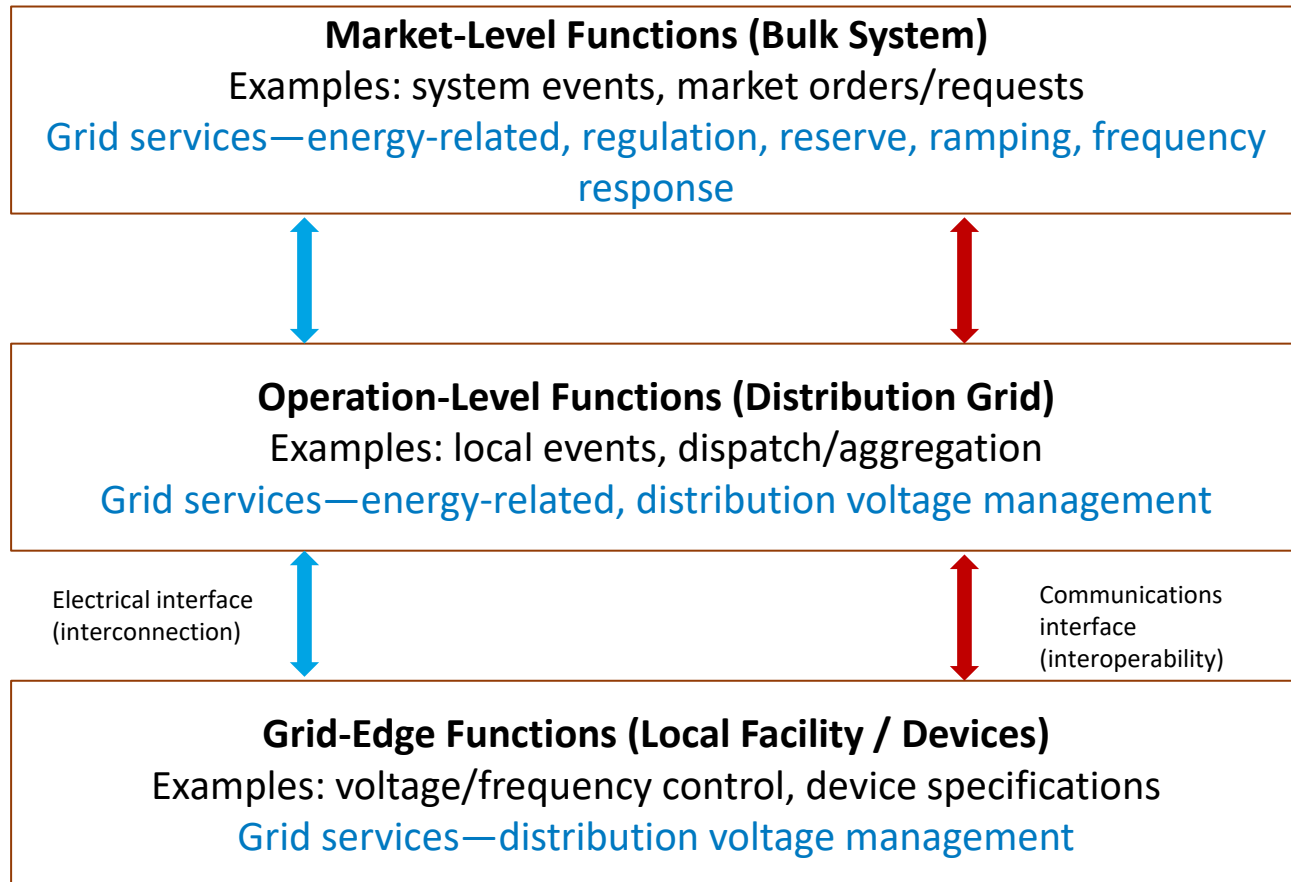 Market-Level Functions (Bulk System)
Examples: system events, market orders/requests
Grid services—energy-related, regulation, reserve, ramping, frequency
response
Operation-Level Functions (Distribution Grid)
Examples: local events, dispatch/aggregation
Grid services—energy-related, distribution voltage management
Electrical interface
(interconnection)
Communications
interface
(interoperability)
Grid-Edge Functions (Local Facility / Devices)
Examples: voltage/frequency control, device specifications
Grid services—distribution voltage management